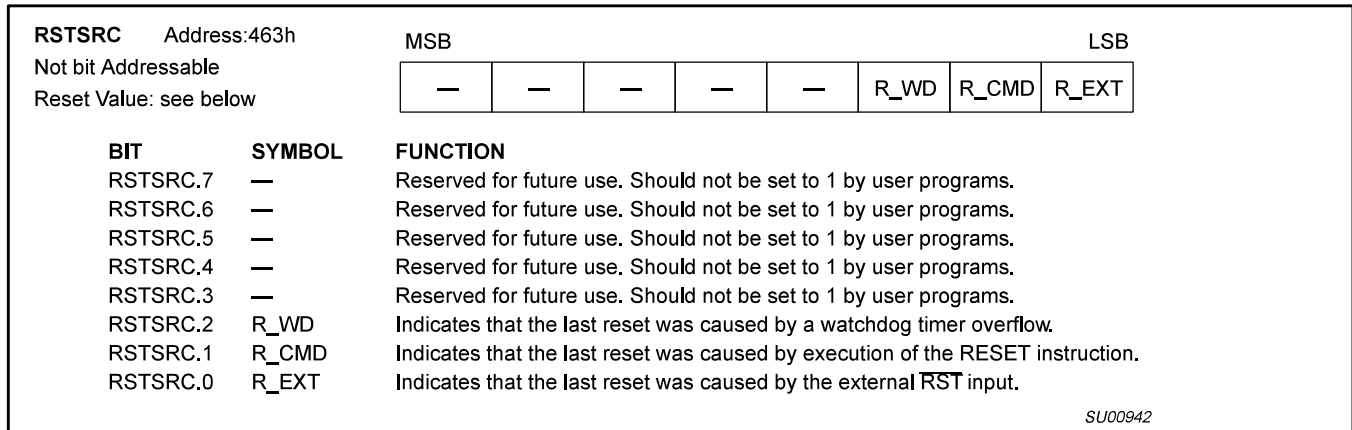 RSTSRC Address:463h
Not bit Addressable
Reset Value: see below
MSB LSB
— — — — — R_WD R_CMD R_EXT
BIT SYMBOL FUNCTION
RSTSRC.7 — Reserved for future use. Should not be set to 1 by user programs.
RSTSRC.6 — Reserved for future use. Should not be set to 1 by user programs.
RSTSRC.5 — Reserved for future use. Should not be set to 1 by user programs.
RSTSRC.4 — Reserved for future use. Should not be set to 1 by user programs.
RSTSRC.3 — Reserved for future use. Should not be set to 1 by user programs.
RSTSRC.2 R_WD Indicates that the last reset was caused by a watchdog timer overflow.
RSTSRC.1 R_CMD Indicates that the last reset was caused by execution of the RESET instruction.
RSTSRC.0 R_EXT Indicates that the last reset was caused by the external R̅S̅T̅ input.
SU00942